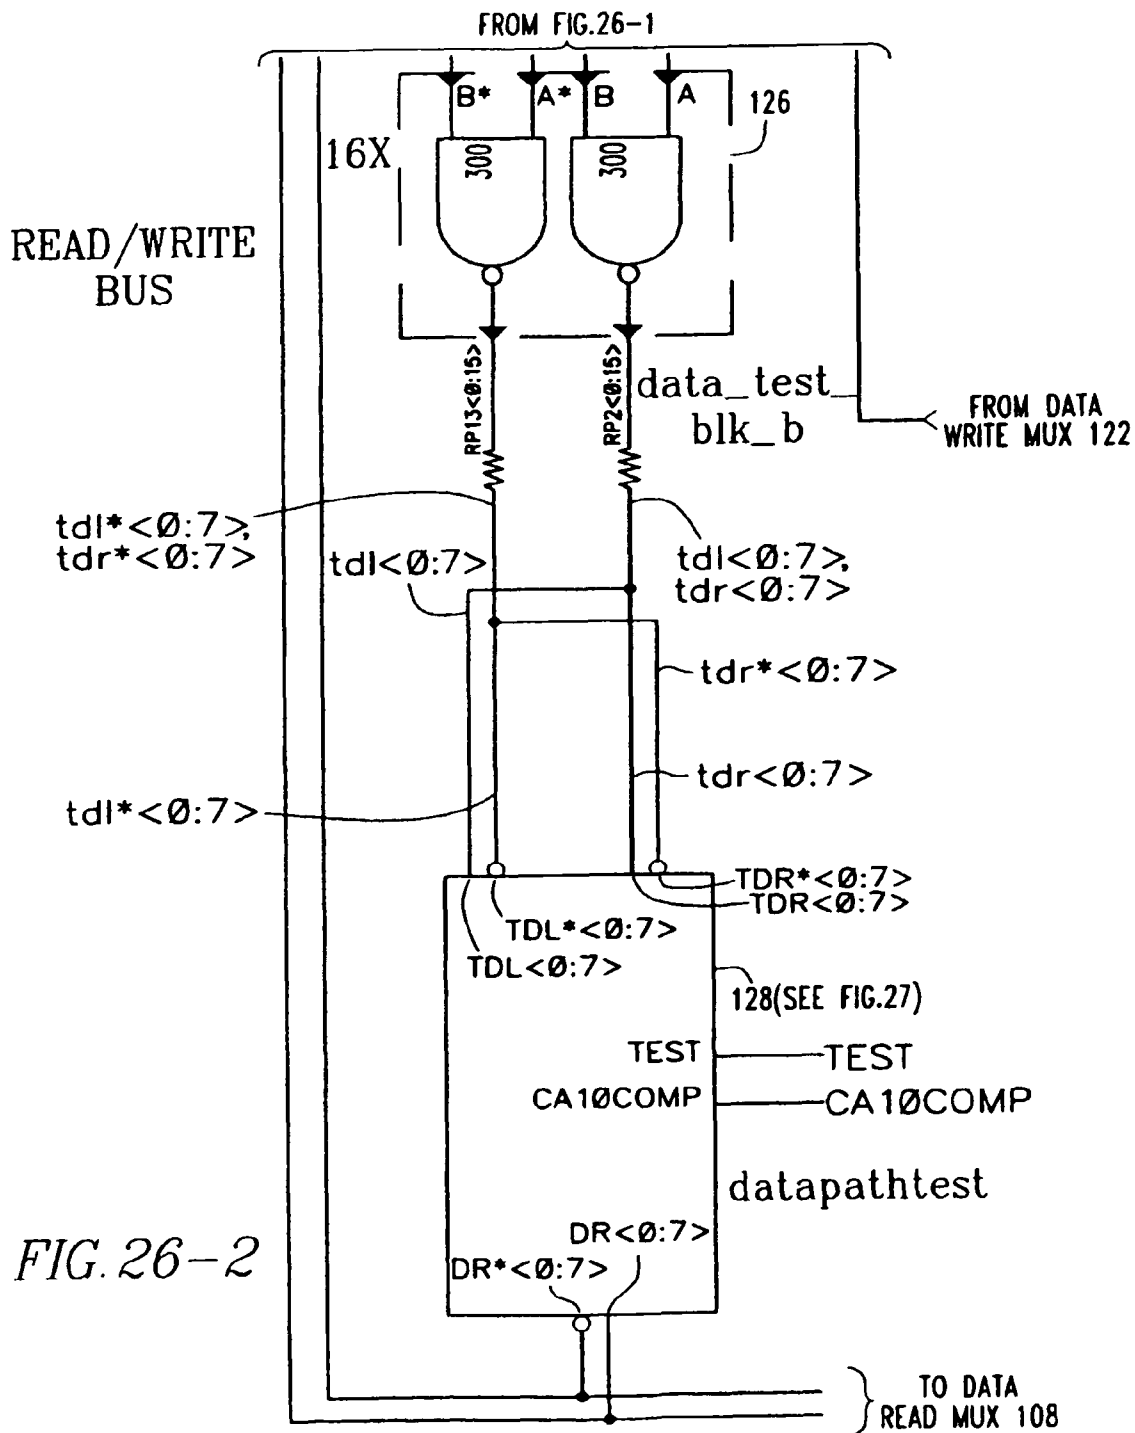 FROM FIG.26-1
B* A* B A
126
16X
300 300
READ/WRITE
BUS
RP13<0:15> RP2<0:15>
data_test_
blk_b
FROM DATA
WRITE MUX 122
tdl*<Ø:7>,
tdr*<Ø:7>
tdl<Ø:7>
tdl<Ø:7>,
tdr<Ø:7>
tdr*<Ø:7>
tdr<Ø:7>
tdl*<Ø:7>
TDR*<Ø:7>
TDR<Ø:7>
TDL*<Ø:7>
TDL<Ø:7>
128(SEE FIG.27)
TEST TEST
CA1ØCOMP CA1ØCOMP
datapathtest
DR<Ø:7>
DR*<Ø:7>
FIG. 26-2
TO DATA
READ MUX 108